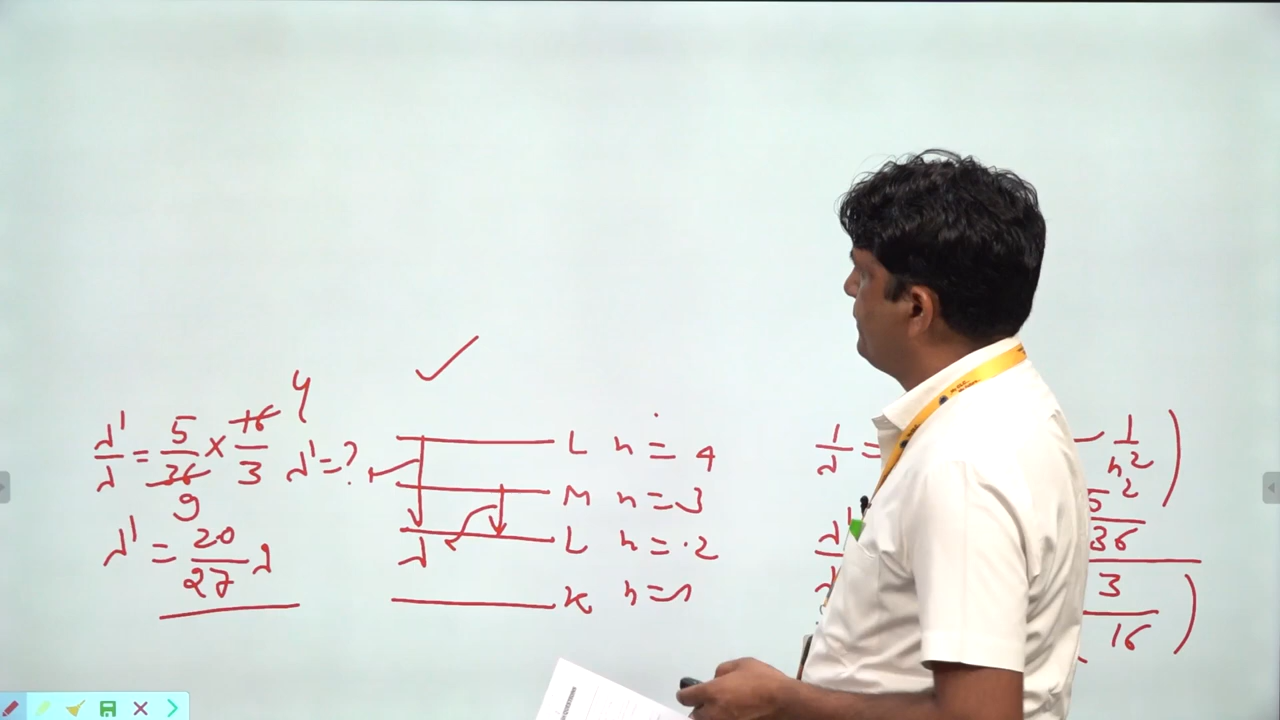 λ'/λ = 5/36 × 16/3 4
9
λ' = 20/27 λ
λ' = ?
L n = 4
M n = 3
L n = 2
λ
K n = 1
1/λ = - 1/n²)
5/36
3/16)